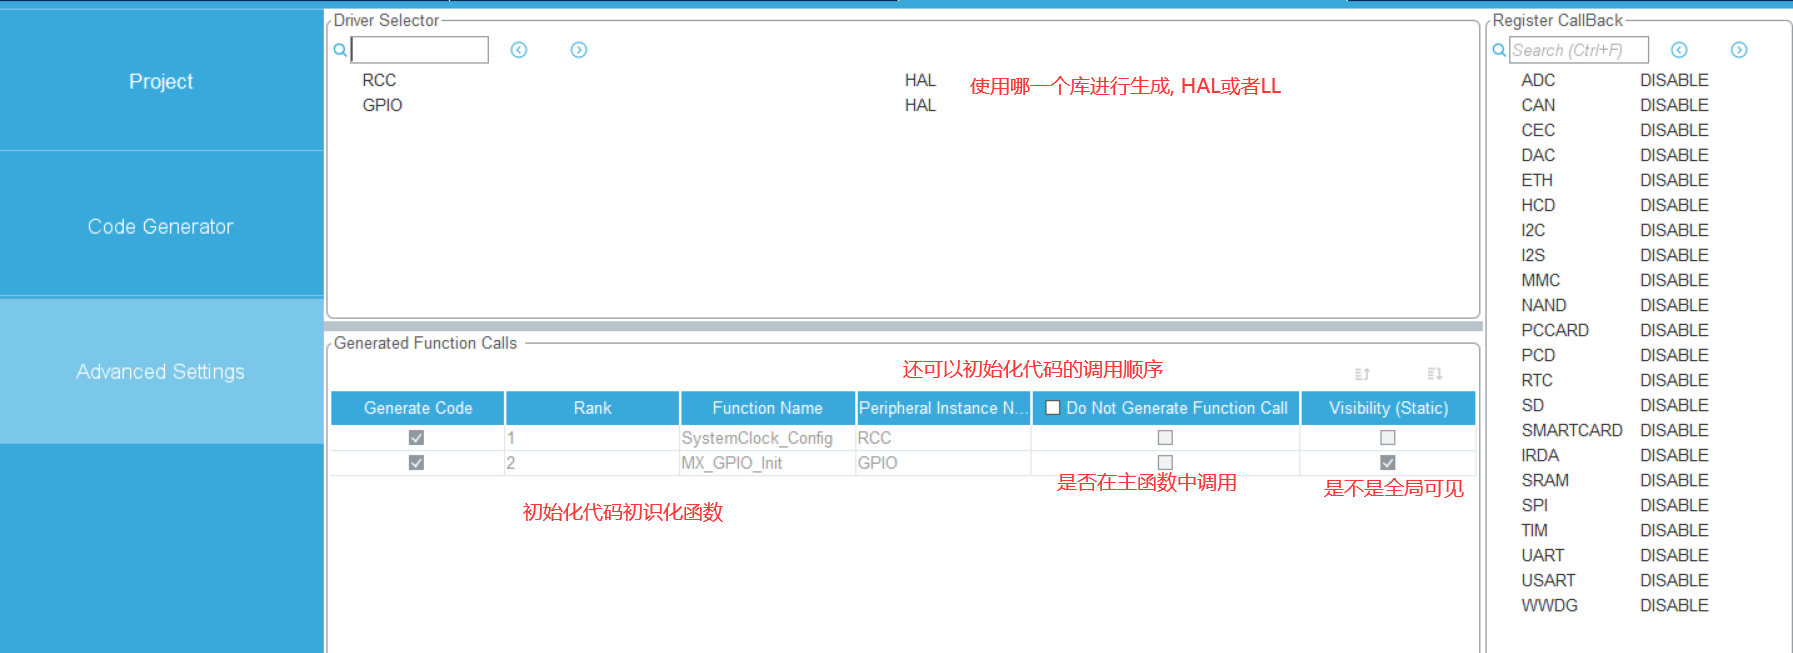 Project
Code Generator
Advanced Settings
Driver Selector
RCC HAL
GPIO HAL
使用哪一个库进行生成, HAL或者LL
Generated Function Calls
还可以初始化代码的调用顺序
Generate Code Rank Function Name Peripheral Instance N... Do Not Generate Function Call Visibility (Static)
1 SystemClock_Config RCC
2 MX_GPIO_Init GPIO
是否在主函数中调用
是不是全局可见
初始化代码初识化函数
Register CallBack
Search (Ctrl+F)
ADC DISABLE
CAN DISABLE
CEC DISABLE
DAC DISABLE
ETH DISABLE
HCD DISABLE
I2C DISABLE
I2S DISABLE
MMC DISABLE
NAND DISABLE
PCCARD DISABLE
PCD DISABLE
RTC DISABLE
SD DISABLE
SMARTCARD DISABLE
IRDA DISABLE
SRAM DISABLE
SPI DISABLE
TIM DISABLE
UART DISABLE
USART DISABLE
WWDG DISABLE